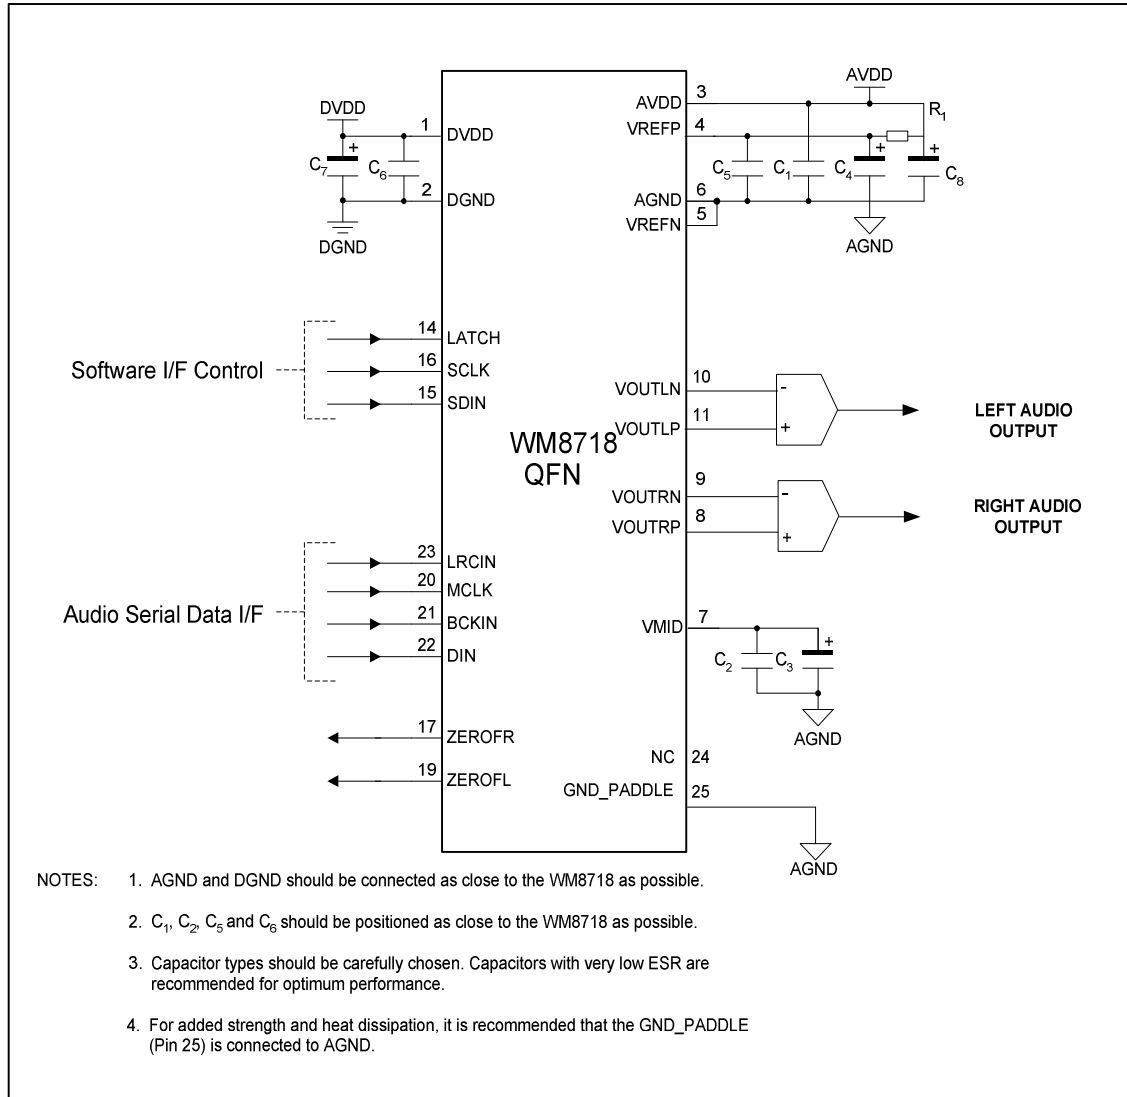 AVDD
DVDD
3
AVDD
R1
4
VREFP
1
DVDD
+
C7
C6
C5
C1
C4
+
+
C8
2
DGND
6
AGND
5
VREFN
DGND
AGND
14
LATCH
Software I/F Control
16
SCLK
15
SDIN
10
VOUTLN
-
11
VOUTLP
+
LEFT AUDIO
OUTPUT
WM8718
QFN
9
VOUTRN
-
8
VOUTRP
+
RIGHT AUDIO
OUTPUT
23
LRCIN
20
MCLK
Audio Serial Data I/F
21
BCKIN
22
DIN
7
VMID
C2
C3
+
AGND
17
ZEROFR
19
ZEROFL
NC
24
GND_PADDLE
25
AGND
NOTES:
1. AGND and DGND should be connected as close to the WM8718 as possible.
2. C1, C2, C5 and C6 should be positioned as close to the WM8718 as possible.
3. Capacitor types should be carefully chosen. Capacitors with very low ESR are
recommended for optimum performance.
4. For added strength and heat dissipation, it is recommended that the GND_PADDLE
(Pin 25) is connected to AGND.